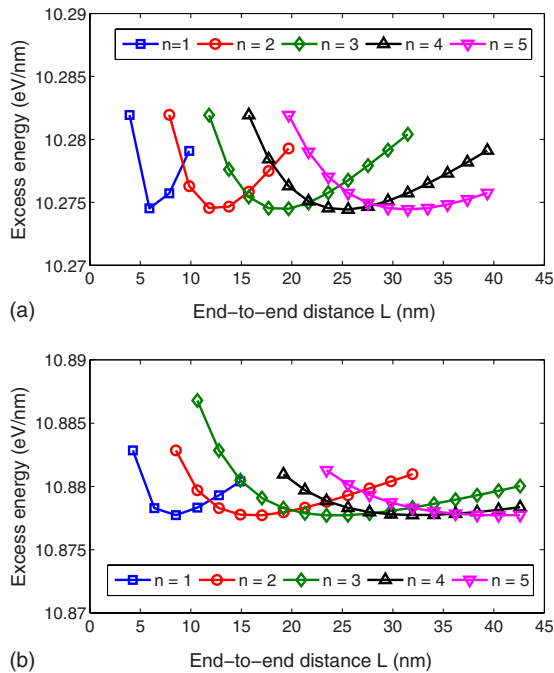 10.29
n=1 n = 2 n = 3 n = 4 n = 5
10.285
10.28
10.275
10.27
Excess energy (eV/nm)
0 5 10 15 20 25 30 35 40 45
(a) End-to-end distance L (nm)
10.89
10.885
10.88
10.875
10.87
Excess energy (eV/nm)
n = 1 n = 2 n = 3 n = 4 n = 5
0 5 10 15 20 25 30 35 40 45
(b) End-to-end distance L (nm)